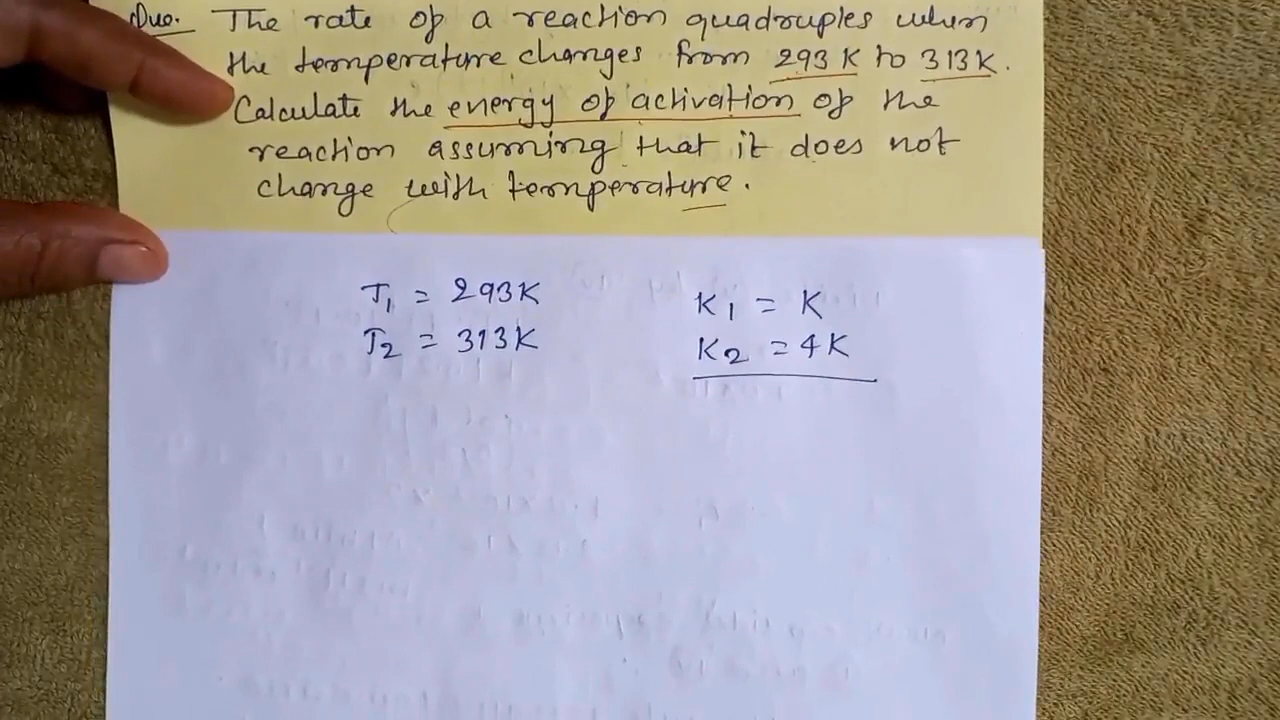 Que. The rate of a reaction quadruples when
the temperature changes from 293 K to 313 K.
Calculate the energy of activation of the
reaction assuming that it does not
change with temperature.
T1 = 293K
T2 = 313K
K1 = K
K2 = 4K